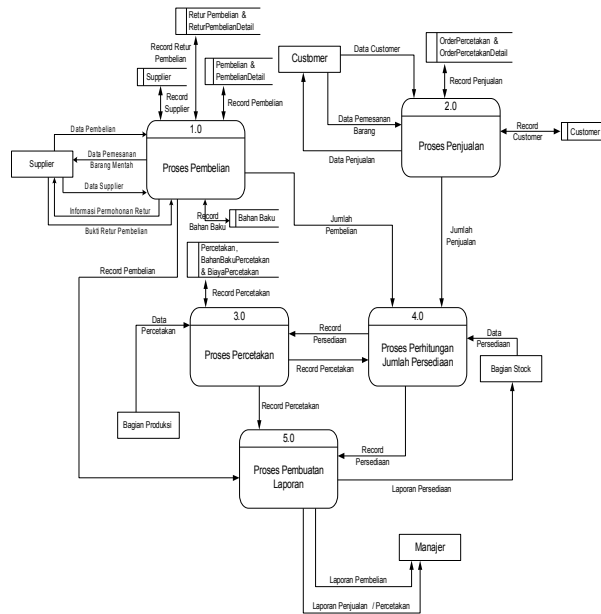 Retur Pembelian &
ReturPembelianDetail
Record Retur
Pembelian
Supplier
Record
Supplier
Pembelian &
PembelianDetail
Record Pembelian
Customer
Data Customer
OrderPercetakan &
OrderPercetakanDetail
Record Penjualan
1.0
Proses Pembelian
2.0
Proses Penjualan
Data Pemesanan
Barang
Data Penjualan
Record
Customer
Customer
Data Pembelian
Supplier
Data Pemesanan
Barang Mentah
Data Supplier
Informasi Permohonan Retur
Bukti Retur Pembelian
Record
Bahan Baku
Bahan Baku
Jumlah
Pembelian
Jumlah
Penjualan
Record Pembelian
Percetakan,
BahanBakuPercetakan
& BiayaPercetakan
Record Percetakan
Data
Percetakan
3.0
Proses Percetakan
Record
Persediaan
Record Percetakan
4.0
Proses Perhitungan
Jumlah Persediaan
Data
Persediaan
Bagian Stock
Bagian Produksi
Record Percetakan
Record
Persediaan
5.0
Proses Pembuatan
Laporan
Laporan Persediaan
Manajer
Laporan Pembelian
Laporan Penjualan / Percetakan